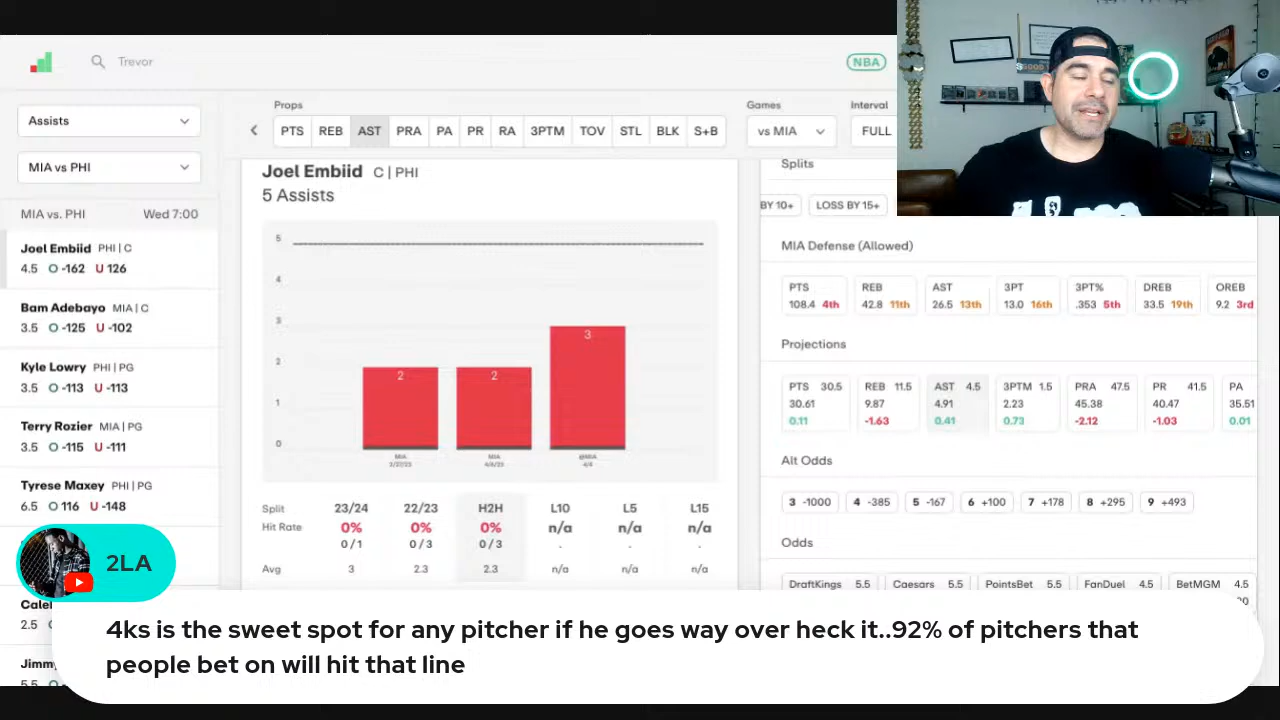 Trevor
NBA
Assists
MIA vs PHI
MIA vs. PHI Wed 7:00
Joel Embiid PHI | C
4.5 O -162 U 126
Bam Adebayo MIA | C
3.5 O -125 U -102
Kyle Lowry PHI | PG
3.5 O -113 U -113
Terry Rozier MIA | PG
3.5 O -115 U -111
Tyrese Maxey PHI | PG
6.5 O 116 U -148
Cale
2.5
Jimmy
5.5
Props
PTS REB AST PRA PA PR RA 3PTM TOV STL BLK S+B
Games
vs MIA
Interval
FULL
Joel Embiid C | PHI
5 Assists
5
4
3
2
1
0
2 2 3
MIA MIA @MIA
4/4
Split 23/24 22/23 H2H L10 L5 L15
Hit Rate 0% 0% 0% n/a n/a n/a
0 / 1 0 / 3 0 / 3 - - -
Avg 3 2.3 2.3 n/a n/a n/a
Splits
BY 10+ LOSS BY 15+
MIA Defense (Allowed)
PTS REB AST 3PT 3PT% DREB OREB
108.4 4th 42.8 11th 26.5 13th 13.0 16th .353 5th 33.5 19th 9.2 3rd
Projections
PTS 30.5 REB 11.5 AST 4.5 3PTM 1.5 PRA 47.5 PR 41.5 PA
30.61 9.87 4.91 2.23 45.38 40.47 35.51
0.11 -1.63 0.41 0.73 -2.12 -1.03 0.01
Alt Odds
3 -1000 4 -385 5 -167 6 +100 7 +178 8 +295 9 +493
Odds
DraftKings 5.5 Caesars 5.5 PointsBet 5.5 FanDuel 4.5 BetMGM 4.5
2LA
4ks is the sweet spot for any pitcher if he goes way over heck it..92% of pitchers that
people bet on will hit that line